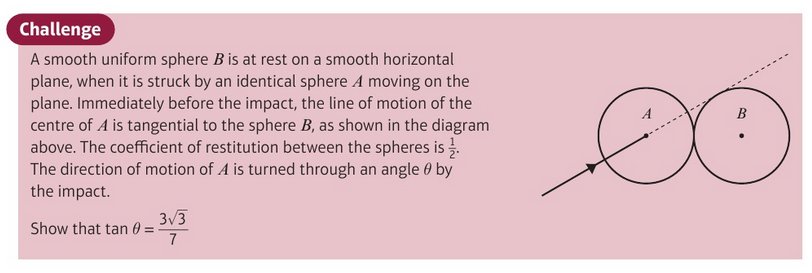 Challenge
A smooth uniform sphere B is at rest on a smooth horizontal
plane, when it is struck by an identical sphere A moving on the
plane. Immediately before the impact, the line of motion of the
centre of A is tangential to the sphere B, as shown in the diagram
above. The coefficient of restitution between the spheres is 1/2.
The direction of motion of A is turned through an angle θ by
the impact.
Show that tan θ = 3√3/7
A
B